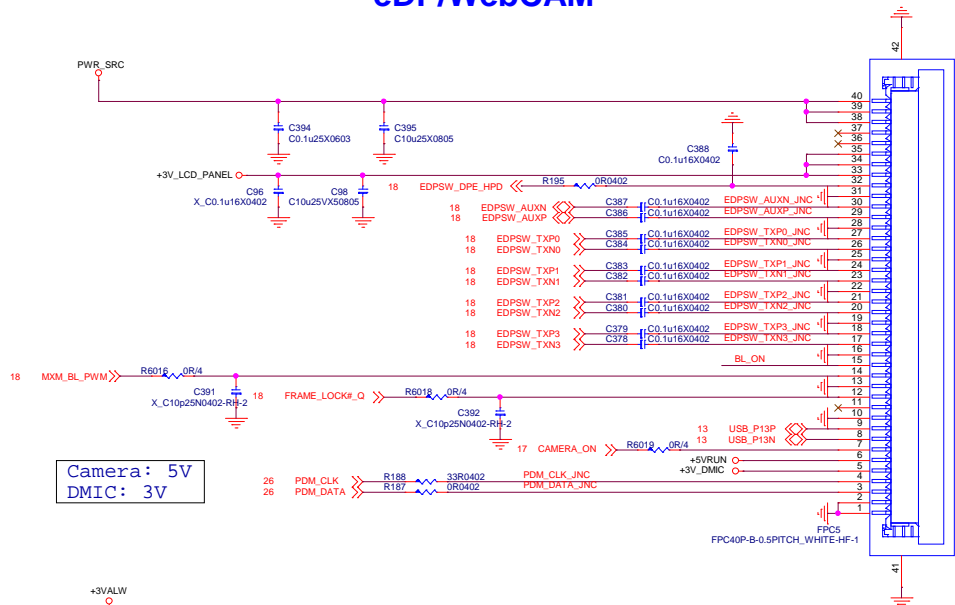 eDP/WebCAM
42
PWR_SRC
40
39
38
37
36
35
34
33
32
31
30
29
28
27
26
25
24
23
22
21
20
19
18
17
16
15
14
13
12
11
10
9
8
7
6
5
4
3
2
1
C394
C0.1u25X0603
C395
C10u25X0805
C388
C0.1u16X0402
+3V_LCD_PANEL
C96
X_C0.1u16X0402
C98
C10u25VX50805
18 EDPSW_DPE_HPD R195 0R0402
18 EDPSW_AUXN C387 C0.1u16X0402 EDPSW_AUXN_JNC
18 EDPSW_AUXP C386 C0.1u16X0402 EDPSW_AUXP_JNC
18 EDPSW_TXP0 C385 C0.1u16X0402 EDPSW_TXP0_JNC
18 EDPSW_TXN0 C384 C0.1u16X0402 EDPSW_TXN0_JNC
18 EDPSW_TXP1 C383 C0.1u16X0402 EDPSW_TXP1_JNC
18 EDPSW_TXN1 C382 C0.1u16X0402 EDPSW_TXN1_JNC
18 EDPSW_TXP2 C381 C0.1u16X0402 EDPSW_TXP2_JNC
18 EDPSW_TXN2 C380 C0.1u16X0402 EDPSW_TXN2_JNC
18 EDPSW_TXP3 C379 C0.1u16X0402 EDPSW_TXP3_JNC
18 EDPSW_TXN3 C378 C0.1u16X0402 EDPSW_TXN3_JNC
BL_ON
18 MXM_BL_PWM R6016 0R/4
C391
X_C10p25N0402-RH-2
18 FRAME_LOCK#_Q R6018 0R/4
C392
X_C10p25N0402-RH-2
13 USB_P13P
13 USB_P13N
17 CAMERA_ON R6019 0R/4
+5VRUN
+3V_DMIC
Camera: 5V
DMIC: 3V
26 PDM_CLK R188 33R0402 PDM_CLK_JNC
26 PDM_DATA R187 0R0402 PDM_DATA_JNC
FPC5
FPC40P-B-0.5PITCH_WHITE-HF-1
41
+3VALW